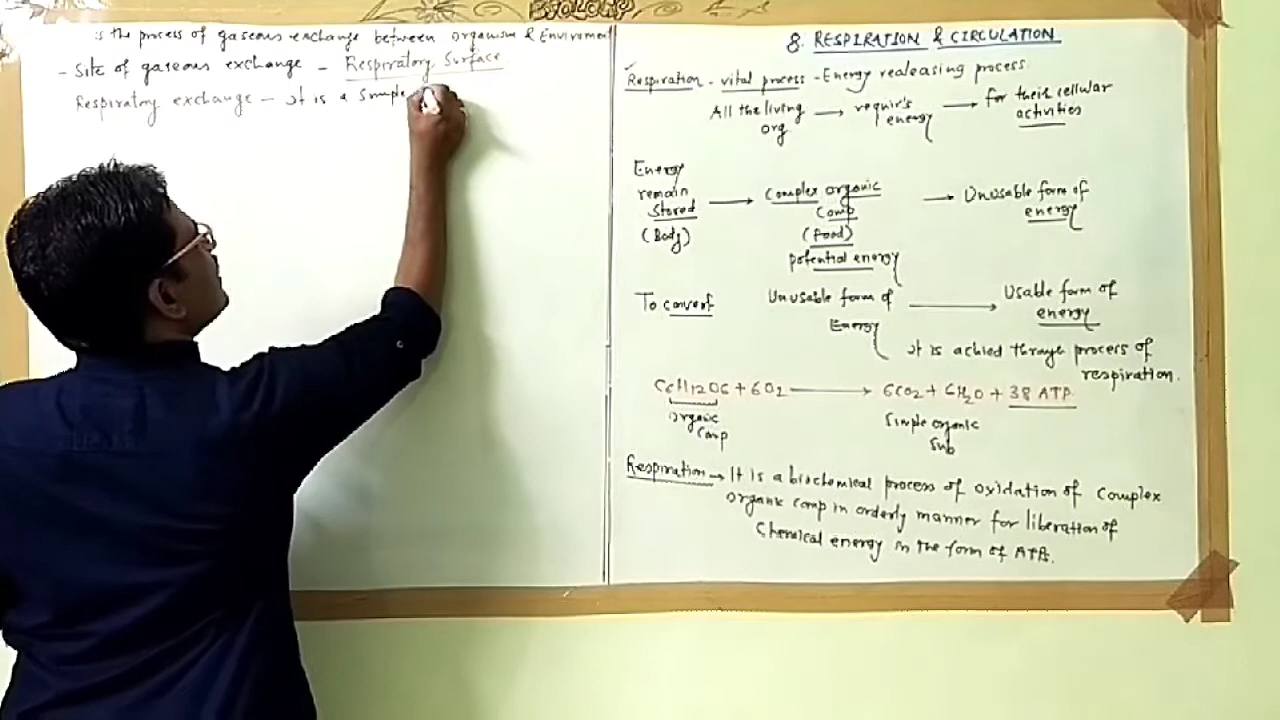 BIOLOGY
is the process of gaseous exchange between organism & Enviroment
- Site of gaseous exchange - Respiratory Surface
Respiratory exchange - It is a Simple
8. RESPIRATION & CIRCULATION
Respiration - vital process - Energy realeasing process
All the living org → requir's energy → for their cellular activities
Energy remain Stored (Body) → Complex organic Comp (Food) potential energy → Unusable form of energy
To convert Unusable form of Energy → Usable form of energy
It is achied through process of respiration.
C6H12O6 + 6O2 → 6CO2 + 6H2O + 38 ATP
organic Comp
Simple organic Sub
Respiration → It is a biochemical process of oxidation of complex
organic comp in orderly manner for liberation of
Chemical energy in the form of ATPs.